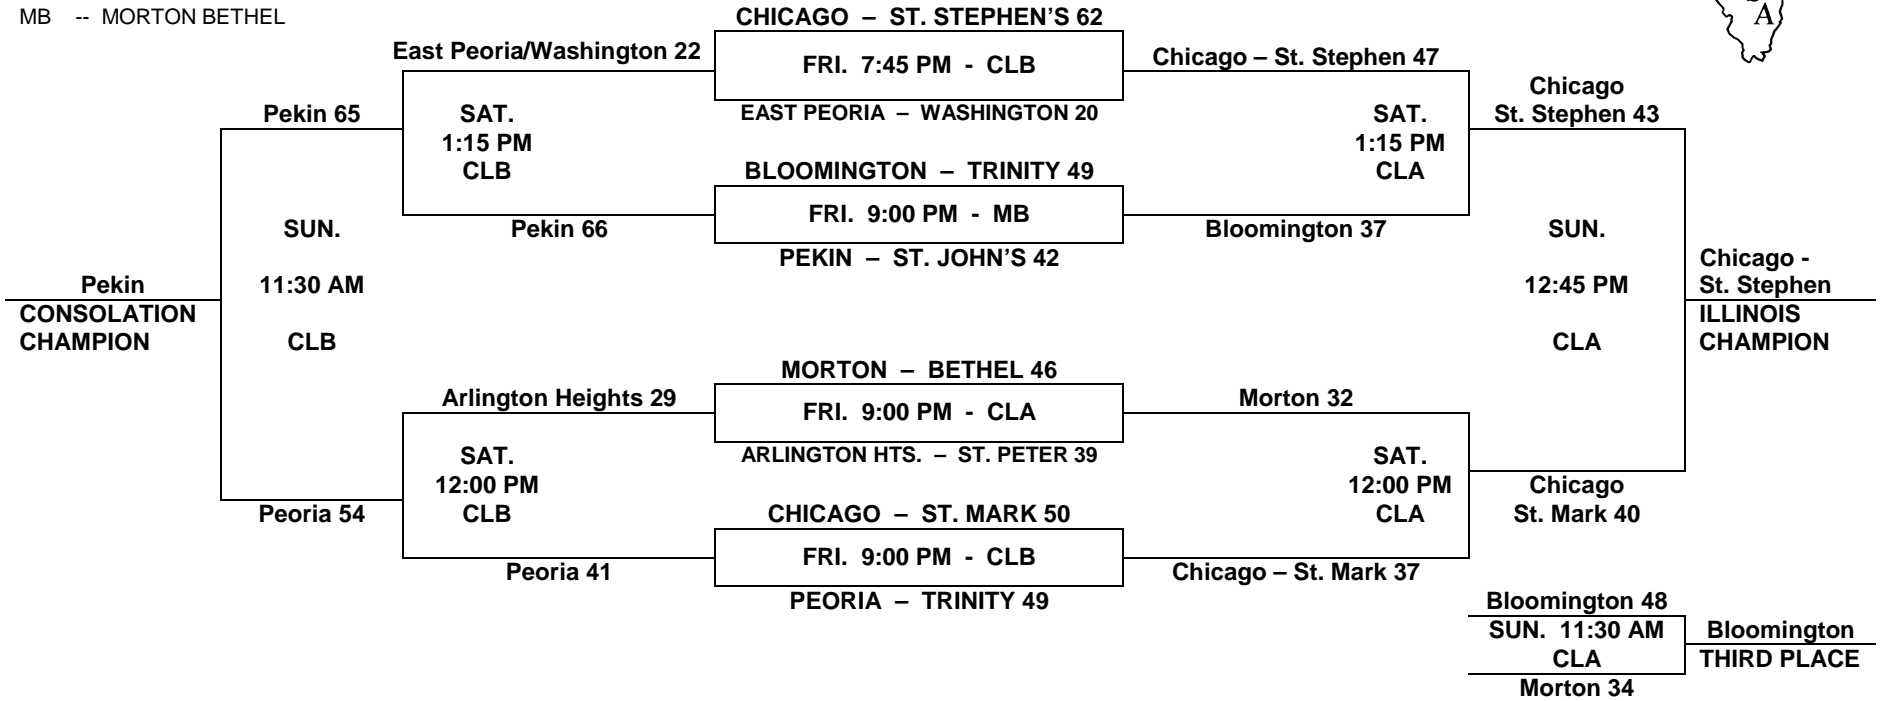 MB -- MORTON BETHEL
A
CHICAGO – ST. STEPHEN'S 62
East Peoria/Washington 22
FRI. 7:45 PM - CLB
Chicago – St. Stephen 47
EAST PEORIA – WASHINGTON 20
Pekin 65
SAT.
1:15 PM
CLB
SAT.
1:15 PM
CLA
Chicago
St. Stephen 43
BLOOMINGTON – TRINITY 49
FRI. 9:00 PM - MB
Pekin 66
Bloomington 37
PEKIN – ST. JOHN'S 42
SUN.
11:30 AM
CLB
SUN.
12:45 PM
CLA
Pekin
CONSOLATION
CHAMPION
Chicago -
St. Stephen
ILLINOIS
CHAMPION
MORTON – BETHEL 46
Arlington Heights 29
FRI. 9:00 PM - CLA
Morton 32
ARLINGTON HTS. – ST. PETER 39
SAT.
12:00 PM
CLB
SAT.
12:00 PM
CLA
Peoria 54
Chicago
St. Mark 40
CHICAGO – ST. MARK 50
FRI. 9:00 PM - CLB
Peoria 41
Chicago – St. Mark 37
PEORIA – TRINITY 49
Bloomington 48
SUN. 11:30 AM
CLA
Morton 34
Bloomington
THIRD PLACE